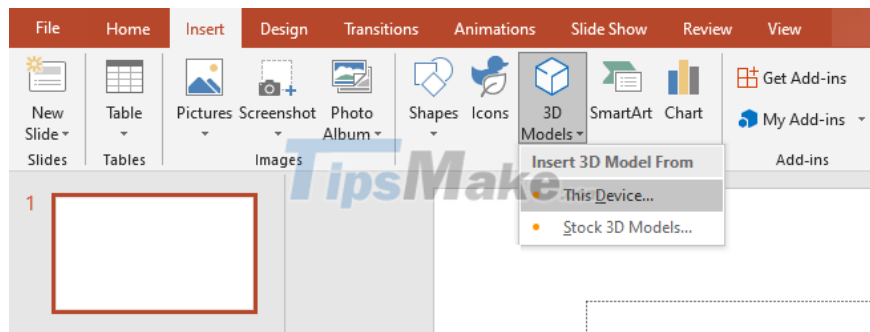 File Home Insert Design Transitions Animations Slide Show Review View
New Slide
Table
Pictures
Screenshot
Photo Album
Shapes
Icons
3D Models
SmartArt
Chart
Get Add-ins
My Add-ins
Slides Tables Images Add-ins
Insert 3D Model From
This Device...
Stock 3D Models...
TipsMake
1